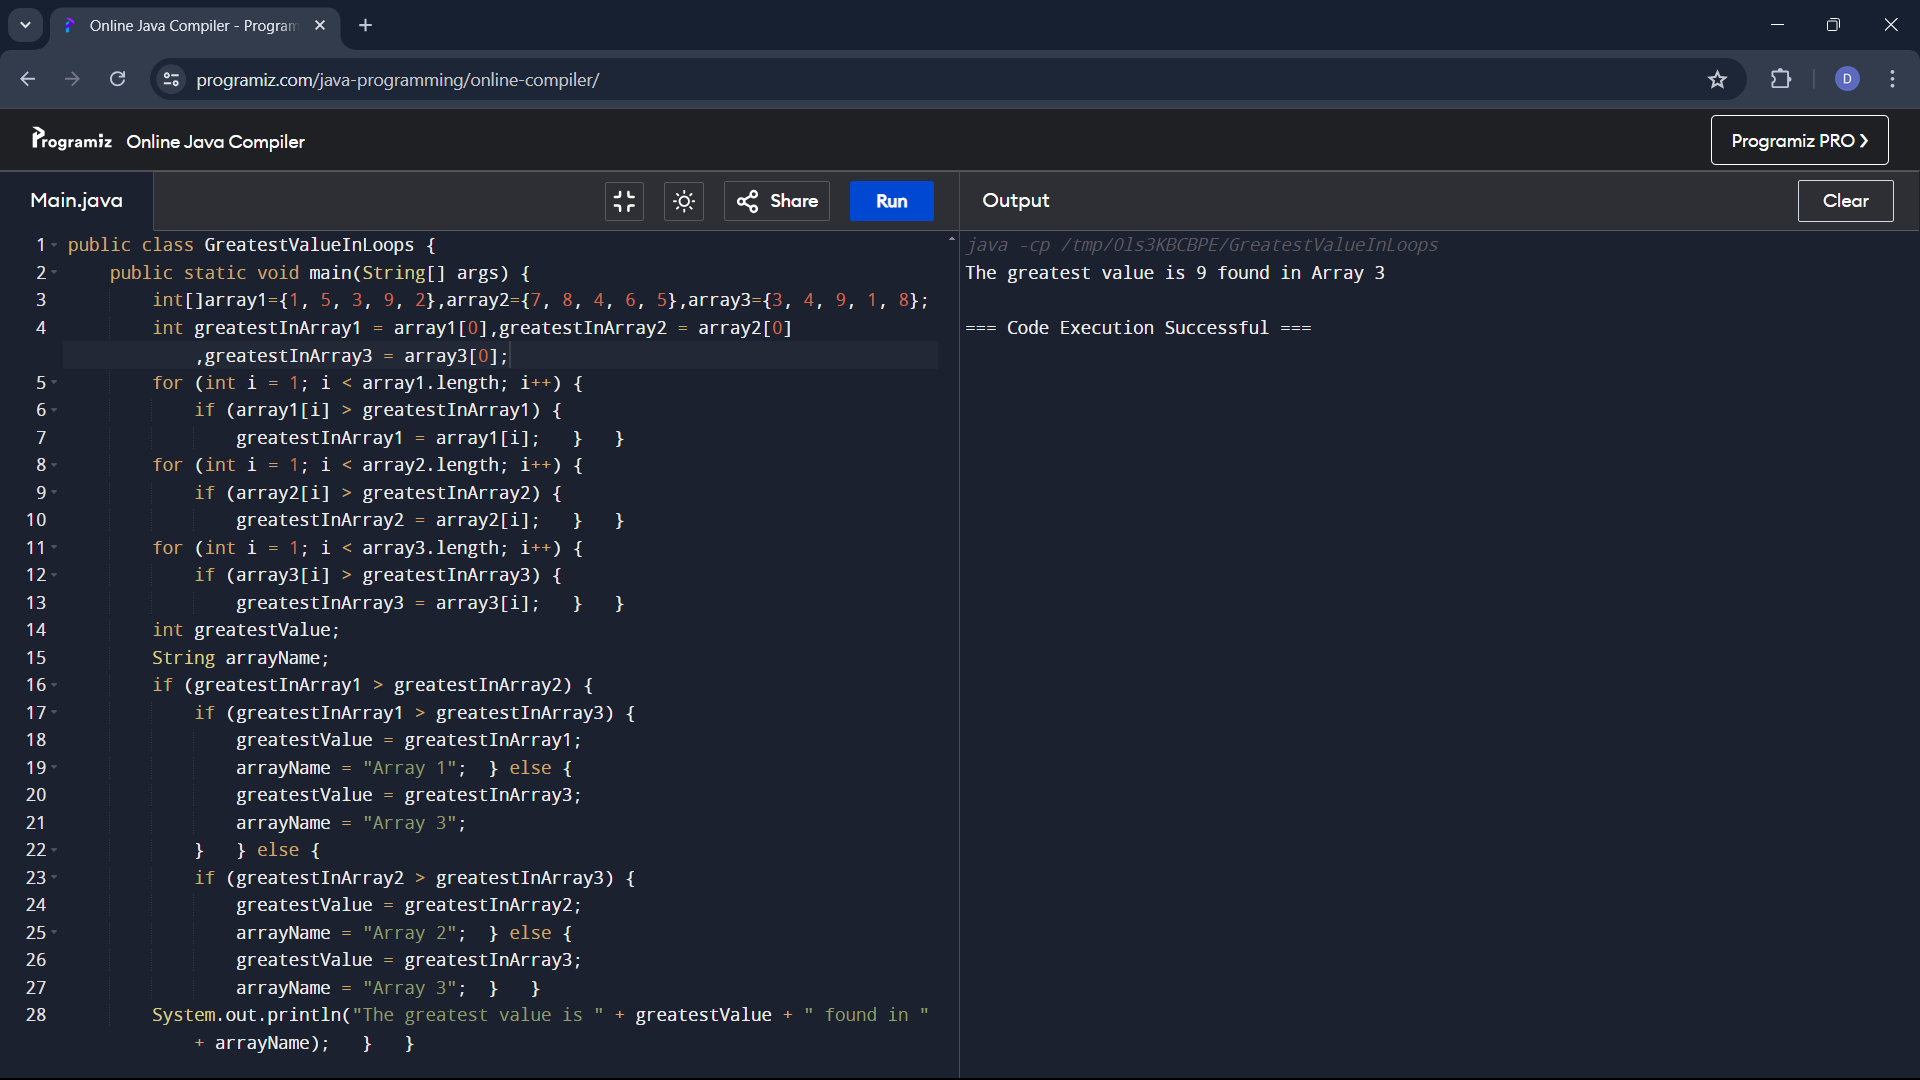 Online Java Compiler - Program
programiz.com/java-programming/online-compiler/
D
Programiz Online Java Compiler
Programiz PRO
Main.java
Share
Run
Output
Clear
1 public class GreatestValueInLoops {
2 public static void main(String[] args) {
3 int[]array1={1, 5, 3, 9, 2},array2={7, 8, 4, 6, 5},array3={3, 4, 9, 1, 8};
4 int greatestInArray1 = array1[0],greatestInArray2 = array2[0]
,greatestInArray3 = array3[0];
5 for (int i = 1; i < array1.length; i++) {
6 if (array1[i] > greatestInArray1) {
7 greatestInArray1 = array1[i]; } }
8 for (int i = 1; i < array2.length; i++) {
9 if (array2[i] > greatestInArray2) {
10 greatestInArray2 = array2[i]; } }
11 for (int i = 1; i < array3.length; i++) {
12 if (array3[i] > greatestInArray3) {
13 greatestInArray3 = array3[i]; } }
14 int greatestValue;
15 String arrayName;
16 if (greatestInArray1 > greatestInArray2) {
17 if (greatestInArray1 > greatestInArray3) {
18 greatestValue = greatestInArray1;
19 arrayName = "Array 1"; } else {
20 greatestValue = greatestInArray3;
21 arrayName = "Array 3";
22 } } else {
23 if (greatestInArray2 > greatestInArray3) {
24 greatestValue = greatestInArray2;
25 arrayName = "Array 2"; } else {
26 greatestValue = greatestInArray3;
27 arrayName = "Array 3"; } }
28 System.out.println("The greatest value is " + greatestValue + " found in "
+ arrayName); } }
java -cp /tmp/0ls3KBCBPE/GreatestValueInLoops
The greatest value is 9 found in Array 3
=== Code Execution Successful ===